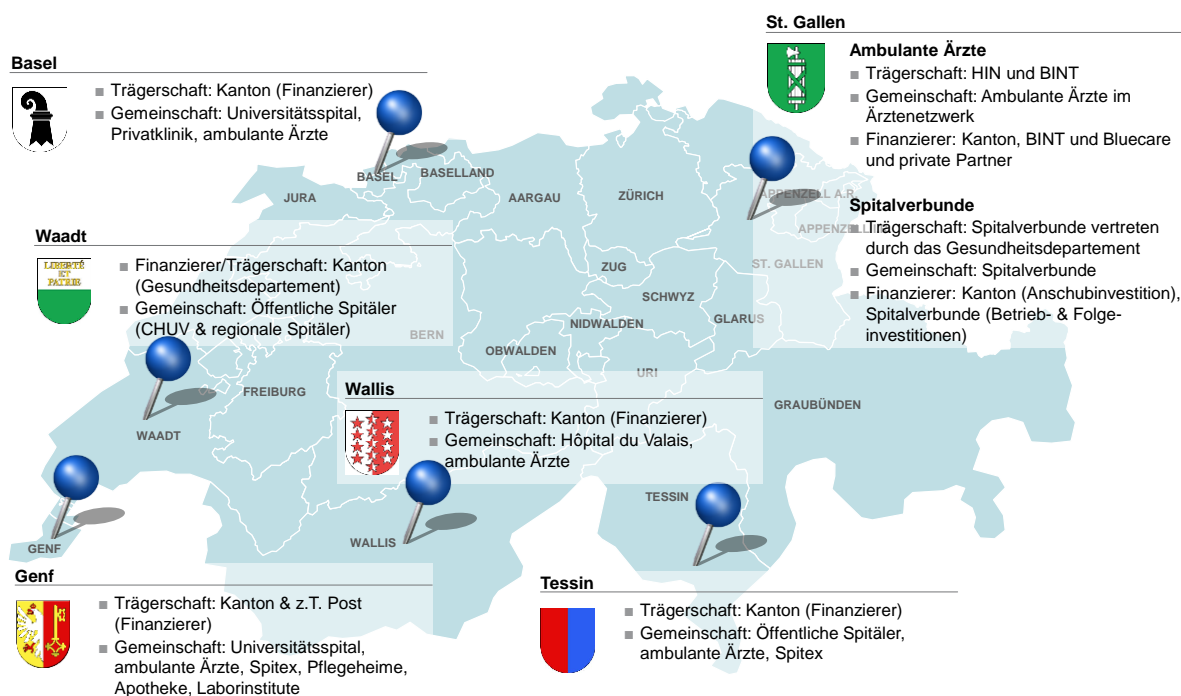 St. Gallen
Ambulante Ärzte
Trägerschaft: HIN und BINT
Gemeinschaft: Ambulante Ärzte im
Ärztenetzwerk
Finanzierer: Kanton, BINT und Bluecare
und private Partner
Spitalverbunde
Trägerschaft: Spitalverbunde vertreten
durch das Gesundheitsdepartement
Gemeinschaft: Spitalverbunde
Finanzierer: Kanton (Anschubinvestition),
Spitalverbunde (Betrieb- & Folge-
investitionen)
Basel
Trägerschaft: Kanton (Finanzierer)
Gemeinschaft: Universitätsspital,
Privatklinik, ambulante Ärzte
Waadt
LIBERTÉ
ET
PATRIE
Finanzierer/Trägerschaft: Kanton
(Gesundheitsdepartement)
Gemeinschaft: Öffentliche Spitäler
(CHUV & regionale Spitäler)
Wallis
Trägerschaft: Kanton (Finanzierer)
Gemeinschaft: Hôpital du Valais,
ambulante Ärzte
Genf
Trägerschaft: Kanton & z.T. Post
(Finanzierer)
Gemeinschaft: Universitätsspital,
ambulante Ärzte, Spitex, Pflegeheime,
Apotheke, Laborinstitute
Tessin
Trägerschaft: Kanton (Finanzierer)
Gemeinschaft: Öffentliche Spitäler,
ambulante Ärzte, Spitex
BASEL
BASELLAND
JURA
AARGAU
ZÜRICH
APPENZELL A.R.
ST. GALLEN
ZUG
SCHWYZ
GLARUS
NIDWALDEN
BERN
OBWALDEN
URI
FREIBURG
GRAUBÜNDEN
WAADT
TESSIN
WALLIS
GENF